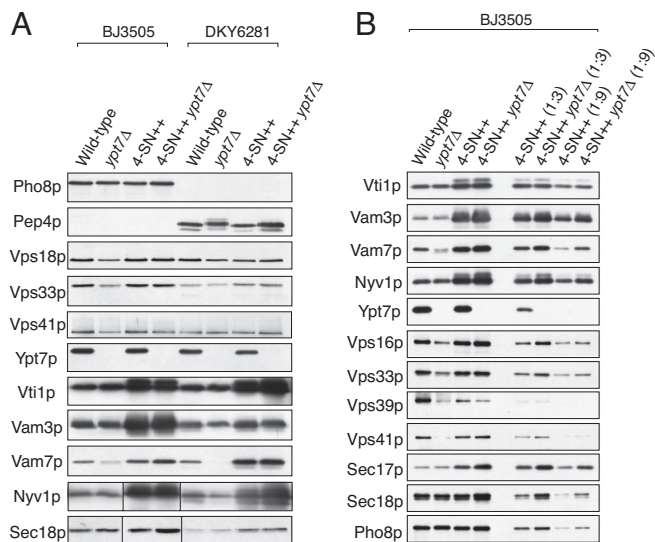 A
BJ3505
DKY6281
Wild-type
ypt7Δ
4-SN++
4-SN++ ypt7Δ
Wild-type
ypt7Δ
4-SN++
4-SN++ ypt7Δ
Pho8p
Pep4p
Vps18p
Vps33p
Vps41p
Ypt7p
Vti1p
Vam3p
Vam7p
Nyv1p
Sec18p
B
BJ3505
Wild-type
ypt7Δ
4-SN++
4-SN++ ypt7Δ
4-SN++ (1:3)
4-SN++ ypt7Δ (1:3)
4-SN++ (1:9)
4-SN++ ypt7Δ (1:9)
Vti1p
Vam3p
Vam7p
Nyv1p
Ypt7p
Vps16p
Vps33p
Vps39p
Vps41p
Sec17p
Sec18p
Pho8p